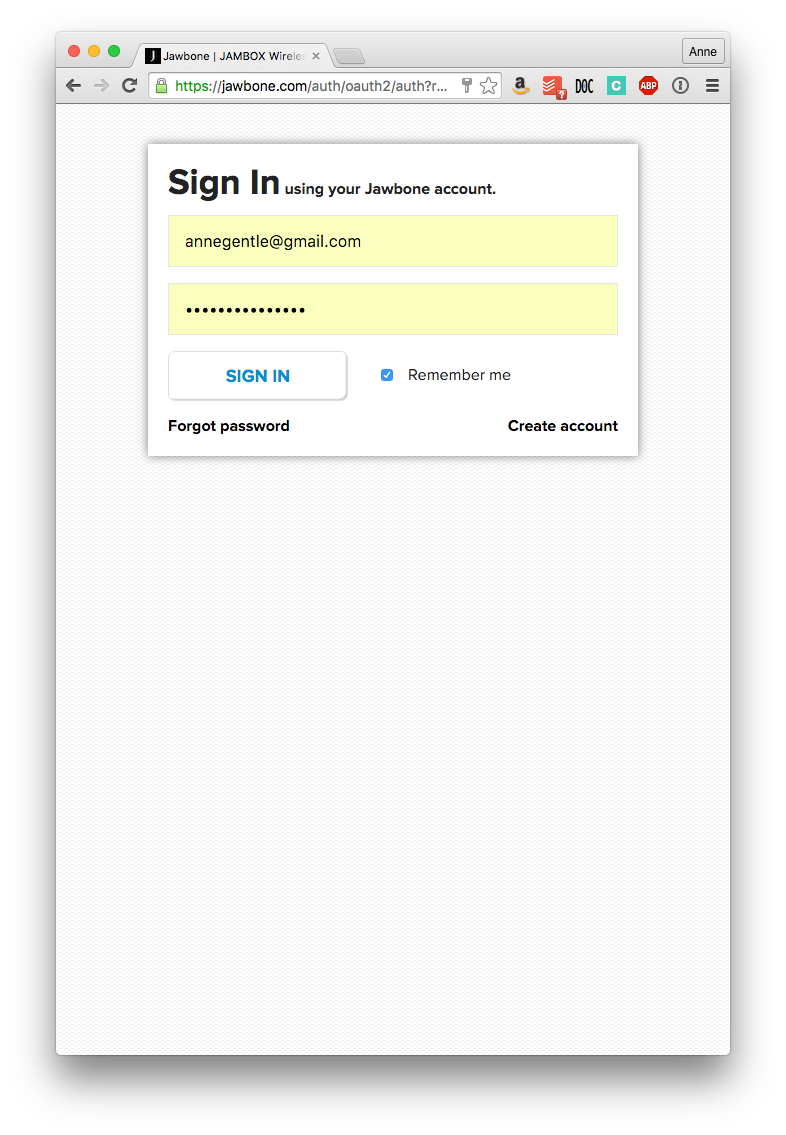 J Jawbone | JAMBOX Wirele
Anne
https://jawbone.com/auth/oauth2/auth?r...
a ? DOC C ABP
Sign In using your Jawbone account.
annegentle@gmail.com
•••••••••••••••
SIGN IN Remember me
Forgot password Create account